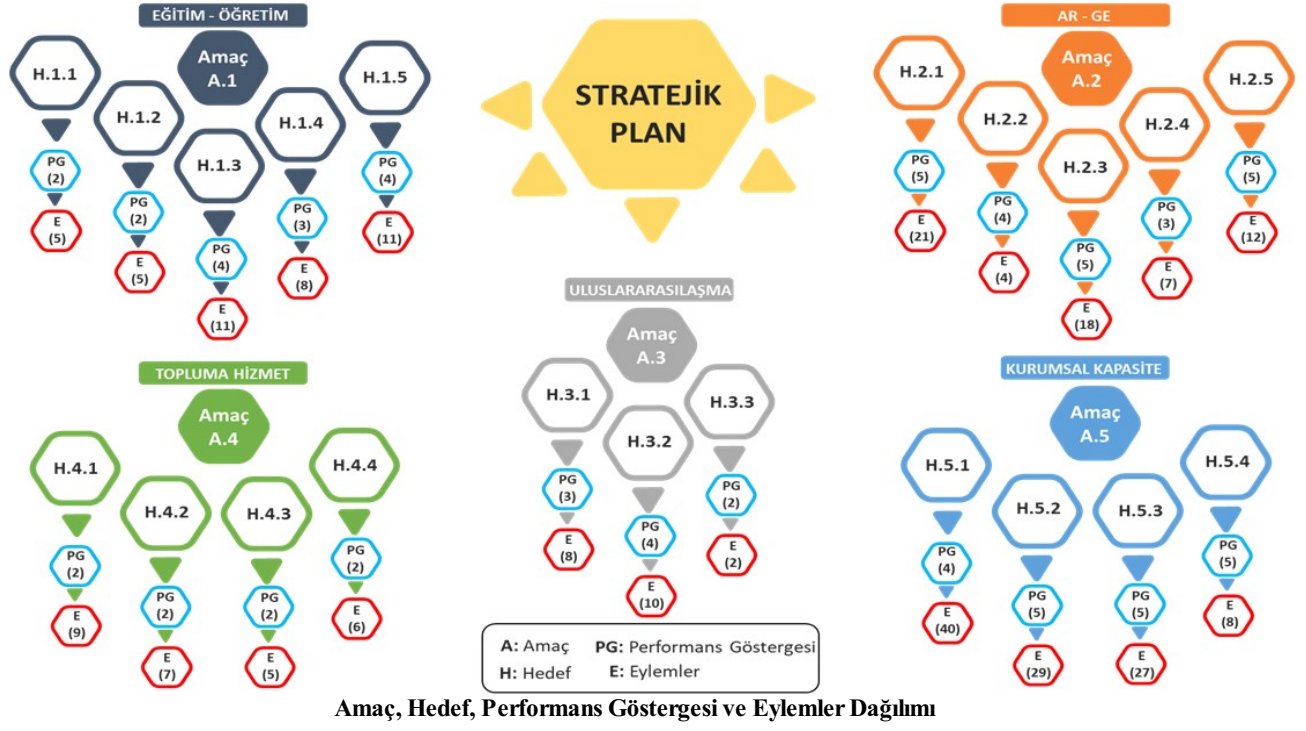 EĞİTİM - ÖĞRETİM
Amaç
A.1
H.1.1
H.1.2
H.1.3
H.1.4
H.1.5
PG
(2)
E
(5)
PG
(2)
E
(5)
PG
(4)
E
(11)
PG
(3)
E
(8)
PG
(4)
E
(11)
STRATEJİK
PLAN
AR - GE
Amaç
A.2
H.2.1
H.2.2
H.2.3
H.2.4
H.2.5
PG
(5)
E
(21)
PG
(4)
E
(4)
PG
(5)
E
(18)
PG
(3)
E
(7)
PG
(5)
E
(12)
ULUSLARARASILAŞMA
Amaç
A.3
H.3.1
H.3.2
H.3.3
PG
(3)
E
(8)
PG
(4)
E
(10)
PG
(2)
E
(2)
TOPLUMA HİZMET
Amaç
A.4
H.4.1
H.4.2
H.4.3
H.4.4
PG
(2)
E
(9)
PG
(2)
E
(7)
PG
(2)
E
(5)
PG
(2)
E
(6)
KURUMSAL KAPASİTE
Amaç
A.5
H.5.1
H.5.2
H.5.3
H.5.4
PG
(4)
E
(40)
PG
(5)
E
(29)
PG
(5)
E
(27)
PG
(5)
E
(8)
A: Amaç PG: Performans Göstergesi
H: Hedef E: Eylemler
Amaç, Hedef, Performans Göstergesi ve Eylemler Dağılımı